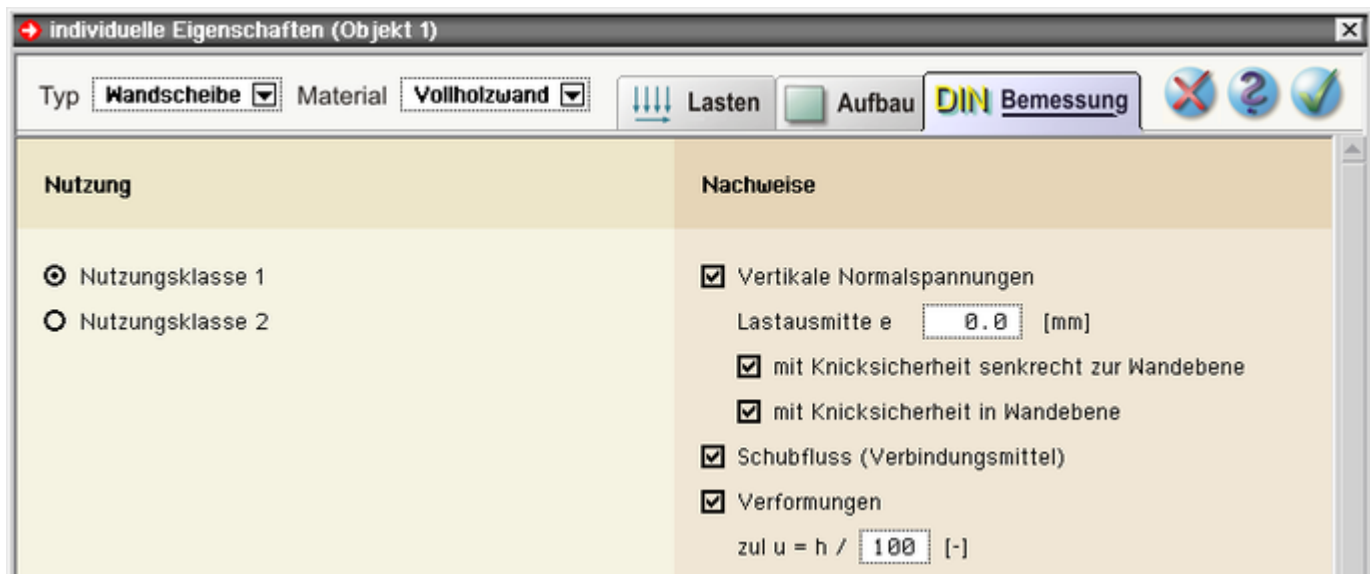 individuelle Eigenschaften (Objekt 1)
Typ Wandscheibe Material Vollholzwand Lasten Aufbau DIN Bemessung
Nutzung
Nutzungsklasse 1
Nutzungsklasse 2
Nachweise
Vertikale Normalspannungen
Lastausmitte e 0.0 [mm]
mit Knicksicherheit senkrecht zur Wandebene
mit Knicksicherheit in Wandebene
Schubfluss (Verbindungsmittel)
Verformungen
zul u = h / 100 [-]